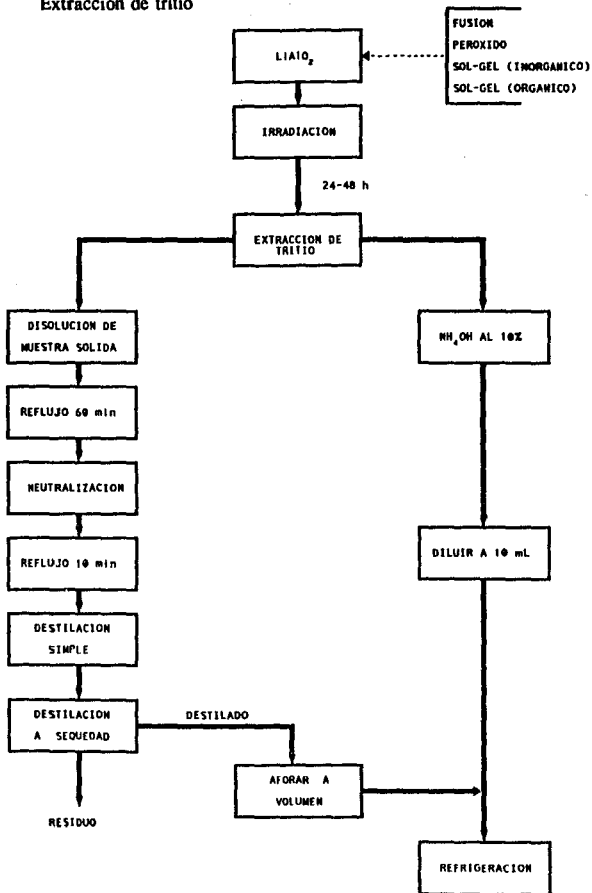 Extracción de tritio
FUSION
PEROXIDO
SOL-GEL (INORGANICO)
SOL-GEL (ORGANICO)
LIAlO₂
IRRADIACION
24-48 h
EXTRACCION DE
TRITIO
DISOLUCION DE
MUESTRA SOLIDA
REFLUJO 60 min
NEUTRALIZACION
REFLUJO 10 min
DESTILACION
SIMPLE
DESTILACION
A SEQUEDAD
DESTILADO
RESIDUO
AFORAR A
VOLUMEN
NH₄OH AL 10%
DILUIR A 10 mL
REFRIGERACION